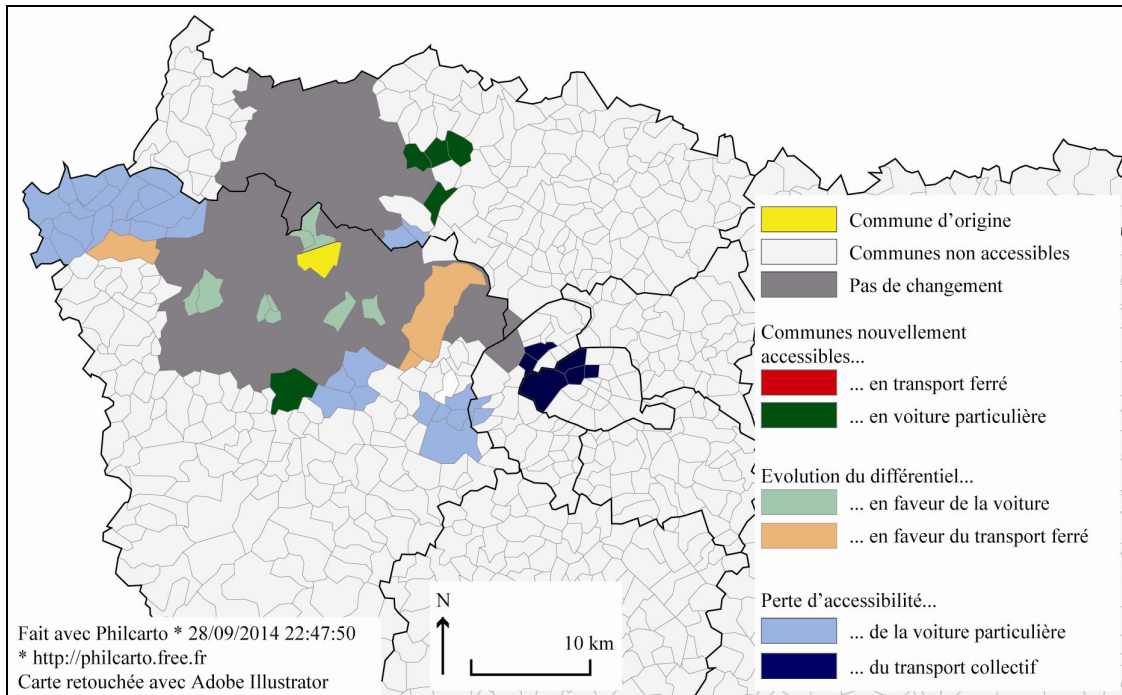 Commune d'origine
Communes non accessibles
Pas de changement
Communes nouvellement
accessibles...
... en transport ferré
... en voiture particulière
Evolution du différentiel...
... en faveur de la voiture
... en faveur du transport ferré
Perte d'accessibilité...
... de la voiture particulière
... du transport collectif
N
10 km
Fait avec Philcarto * 28/09/2014 22:47:50
* http://philcarto.free.fr
Carte retouchée avec Adobe Illustrator